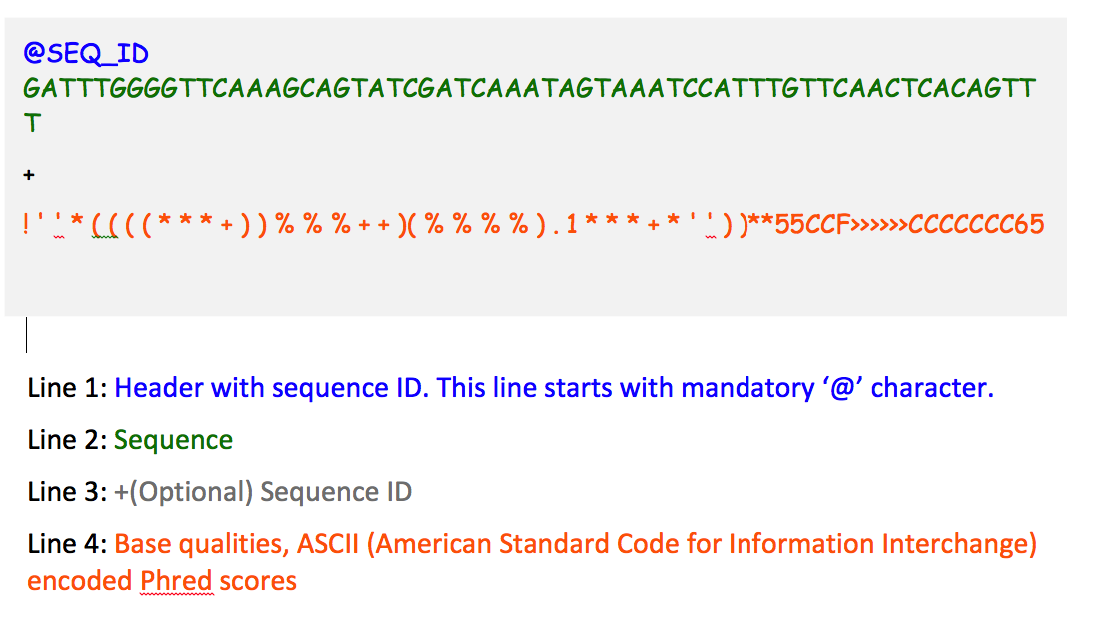 @SEQ_ID
GATTTGGGGTTCAAAGCAGTATCGATCAAATAGTAAATCCATTTGTTCAACTCACAGTT
T
+
! ' ' * ( ( ( ( * * * + ) ) % % % + + )( % % % % ) . 1 * * * + * ' ' ) )**55CCF>>>>>>CCCCCCC65
Line 1: Header with sequence ID. This line starts with mandatory ‘@’ character.
Line 2: Sequence
Line 3: +(Optional) Sequence ID
Line 4: Base qualities, ASCII (American Standard Code for Information Interchange)
encoded Phred scores